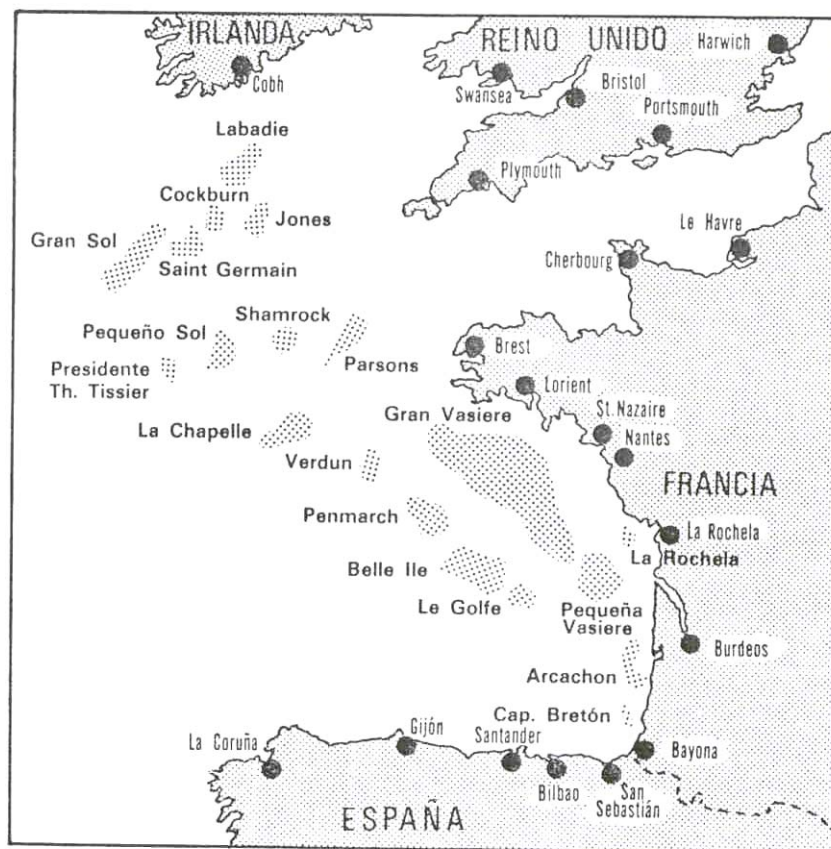 IRLANDA
REINO UNIDO
Harwich
Cobh
Swansea
Bristol
Portsmouth
Labadie
Plymouth
Cockburn
Jones
Gran Sol
Saint Germain
Le Havre
Cherbourg
Shamrock
Pequeño Sol
Presidente
Th. Tissier
Parsons
Brest
Lorient
Gran Vasiere
St. Nazaire
Nantes
La Chapelle
Verdun
FRANCIA
Penmarch
La Rochela
La Rochela
Belle Ile
Le Golfe
Pequeña
Vasiere
Burdeos
Arcachon
Cap. Bretón
La Coruña
Gijón
Santander
Bayona
Bilbao
San
Sebastián
ESPAÑA